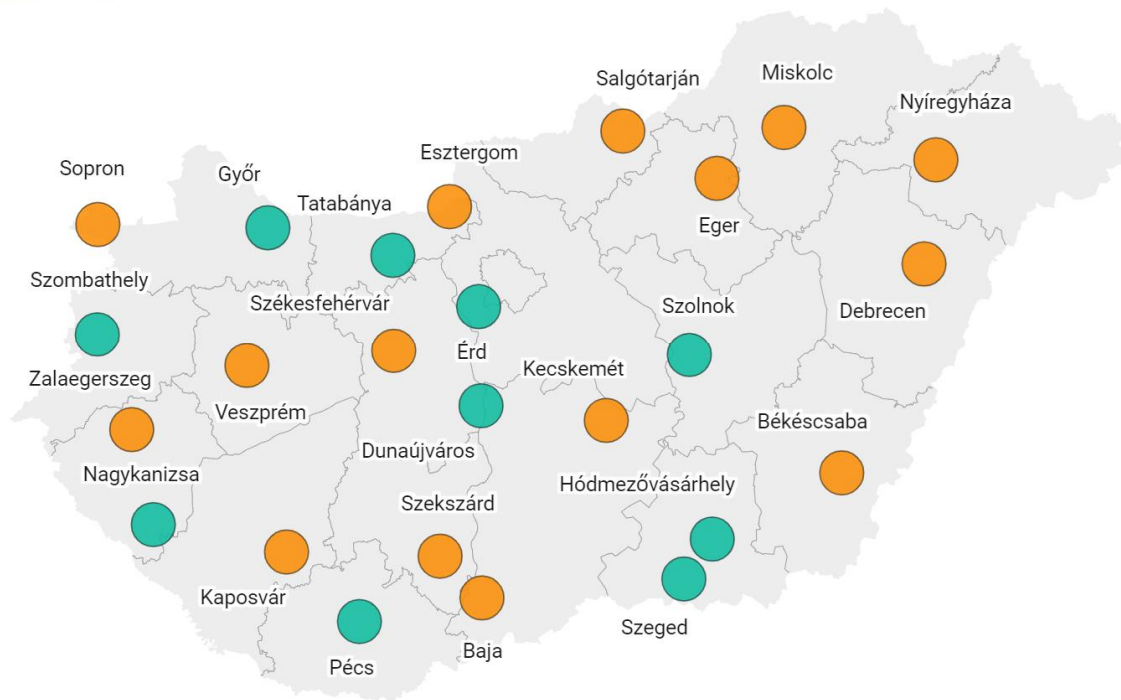 Miskolc
Salgótarján
Nyíregyháza
Esztergom
Sopron
Győr
Tatabánya
Eger
Szombathely
Székesfehérvár
Szolnok
Debrecen
Érd
Kecskemét
Zalaegerszeg
Veszprém
Békéscsaba
Dunaújváros
Nagykanizsa
Hódmezővásárhely
Szekszárd
Kaposvár
Szeged
Baja
Pécs